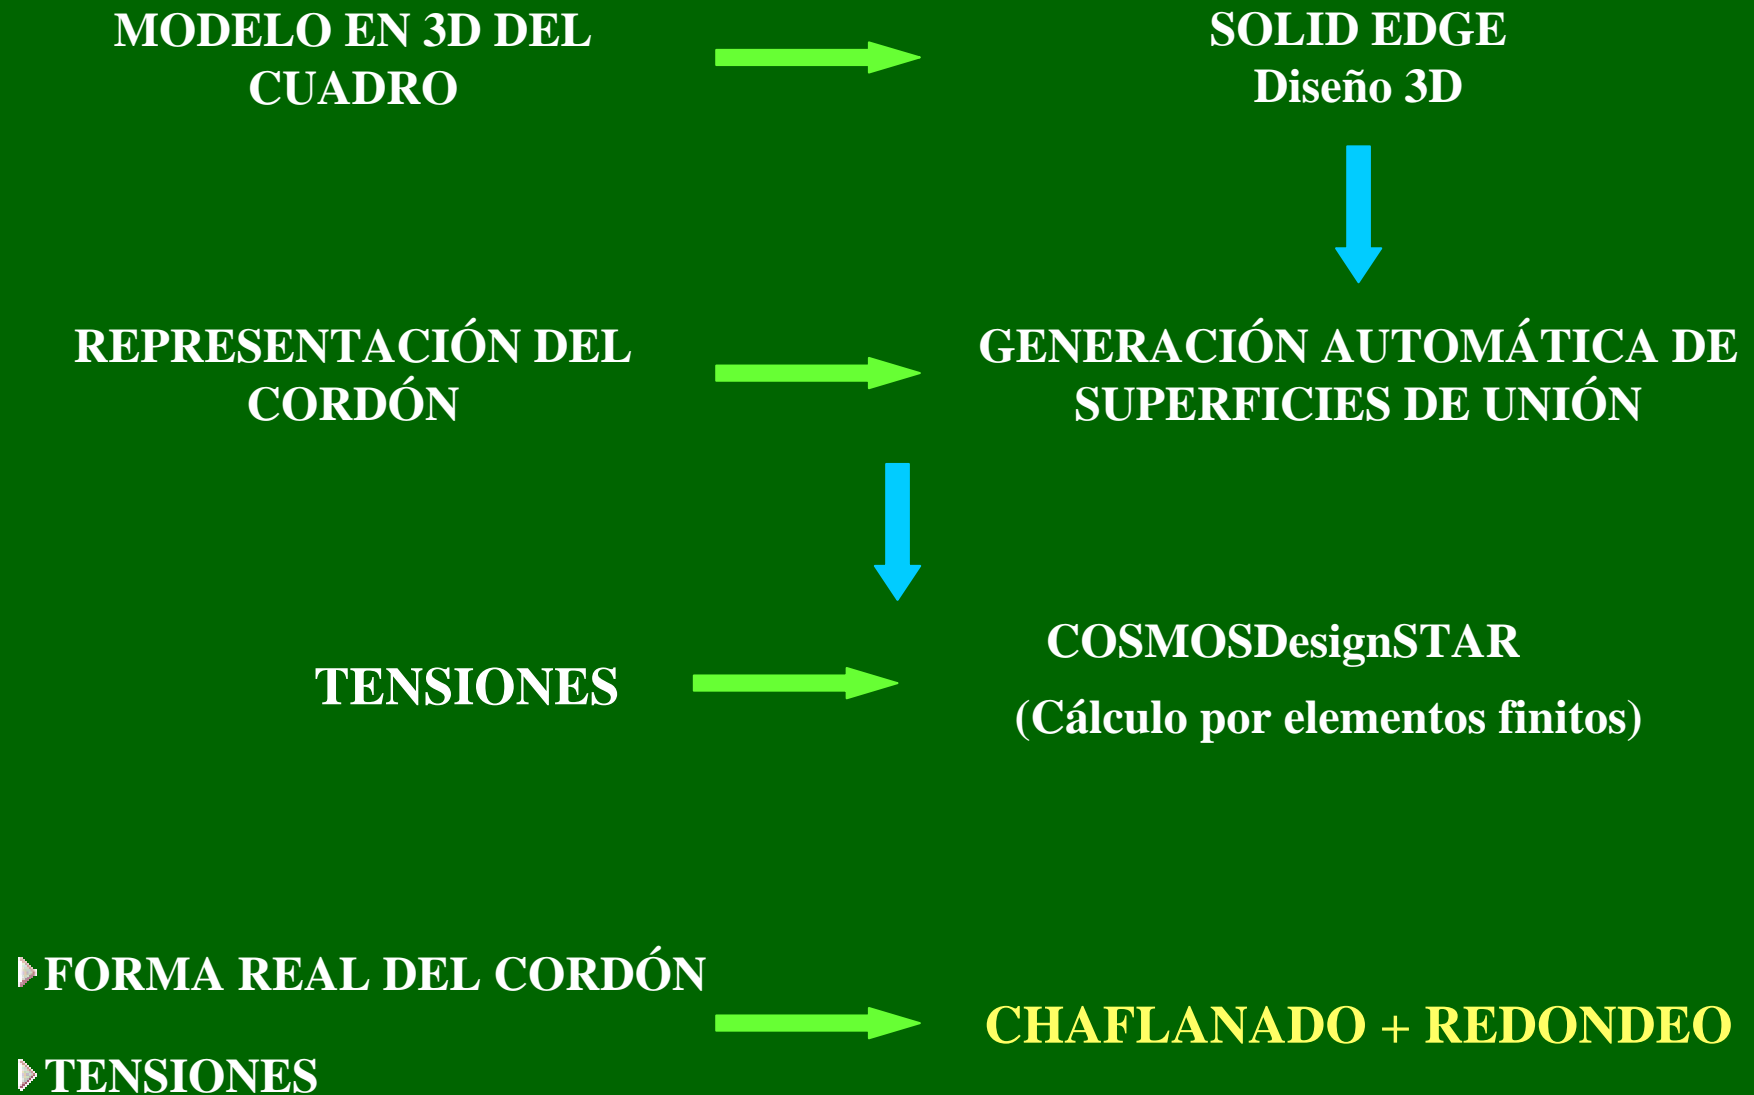 MODELO EN 3D DEL
CUADRO
SOLID EDGE
Diseño 3D
REPRESENTACIÓN DEL
CORDÓN
GENERACIÓN AUTOMÁTICA DE
SUPERFICIES DE UNIÓN
TENSIONES
COSMOSDesignSTAR
(Cálculo por elementos finitos)
FORMA REAL DEL CORDÓN
TENSIONES
CHAFLANADO + REDONDEO